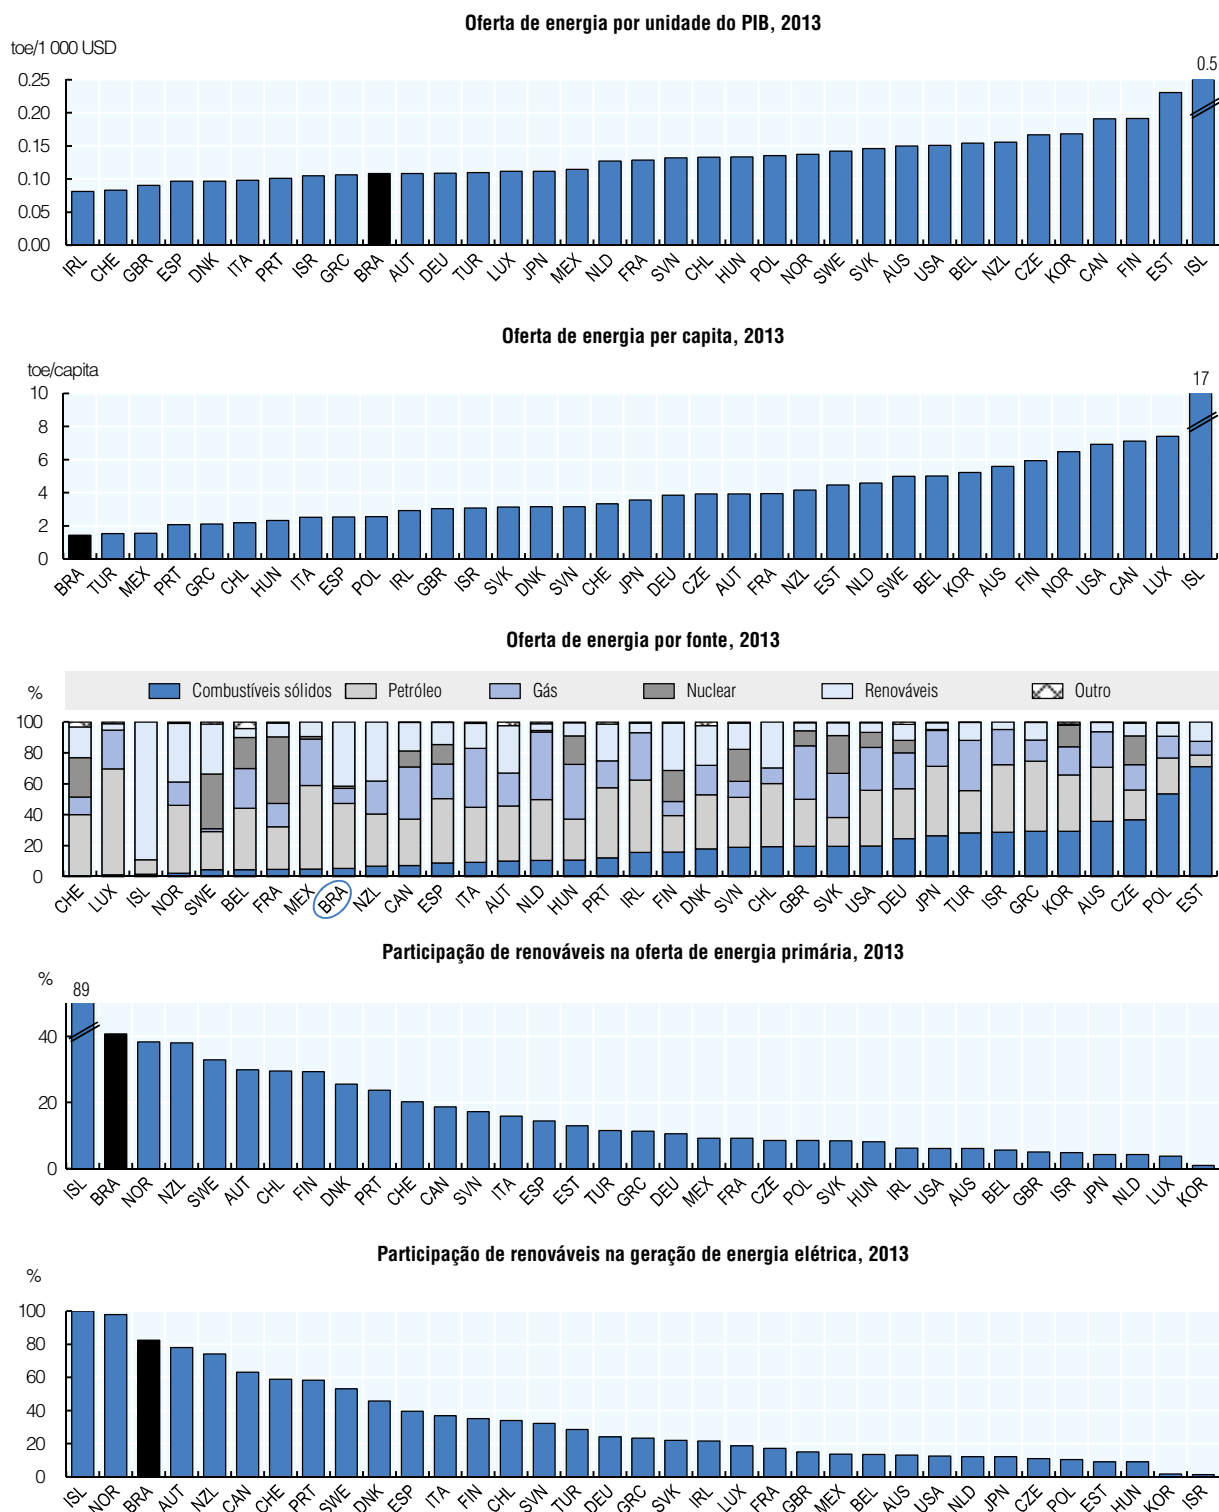 Oferta de energia por unidade do PIB, 2013
toe/1 000 USD
0.5
0.25
0.20
0.15
0.10
0.05
0.00
IRL CHE GBR ESP DNK ITA PRT ISR GRC BRA AUT DEU TUR LUX JPN MEX NLD FRA SVN CHL HUN POL NOR SWE SVK AUS USA BEL NZL CZE KOR CAN FIN EST ISL
Oferta de energia per capita, 2013
toe/capita
17
10
8
6
4
2
0
BRA TUR MEX PRT GRC CHL HUN ITA ESP POL IRL GBR ISR SVK DNK SVN CHE JPN DEU CZE AUT FRA NZL EST NLD SWE BEL KOR AUS FIN NOR USA CAN LUX ISL
Oferta de energia por fonte, 2013
%
Combustíveis sólidos Petróleo Gás Nuclear Renováveis Outro
100
80
60
40
20
0
CHE LUX ISL NOR SWE BEL FRA MEX BRA NZL CAN ESP ITA AUT NLD HUN PRT IRL FIN DNK SVN CHL GBR SVK USA DEU JPN TUR ISR GRC KOR AUS CZE POL EST
Participação de renováveis na oferta de energia primária, 2013
%
89
40
20
0
ISL BRA NOR NZL SWE AUT CHL FIN DNK PRT CHE CAN SVN ITA ESP EST TUR GRC DEU MEX FRA CZE POL SVK HUN IRL USA AUS BEL GBR ISR JPN NLD LUX KOR
Participação de renováveis na geração de energia elétrica, 2013
%
100
80
60
40
20
0
ISL NOR BRA AUT NZL CAN CHE PRT SWE DNK ESP ITA FIN CHL SVN TUR DEU GRC SVK IRL LUX FRA GBR MEX BEL AUS USA NLD JPN CZE POL EST HUN KOR ISR